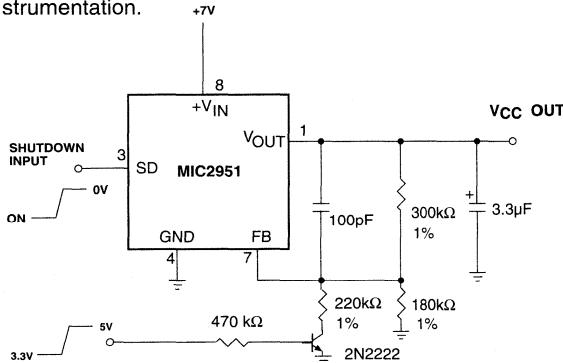 strumentation.
+7V
8
+VIN
VOUT
1
VCC OUT
SHUTDOWN
INPUT
3
SD
MIC2951
0V
ON
100pF
300kΩ
1%
+
3.3µF
GND
FB
4
7
220kΩ
1%
180kΩ
1%
470 kΩ
5V
3.3V
2N2222